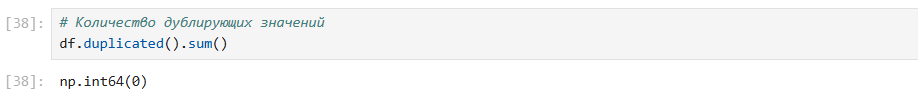 [38]: # Количество дублирующих значений
df.duplicated().sum()
[38]: np.int64(0)